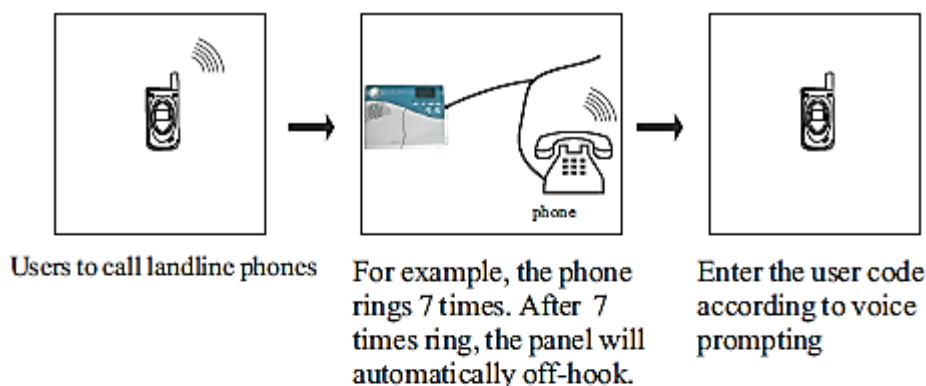 phone
Users to call landline phones
For example, the phone
rings 7 times. After 7
times ring, the panel will
automatically off-hook.
Enter the user code
according to voice
prompting